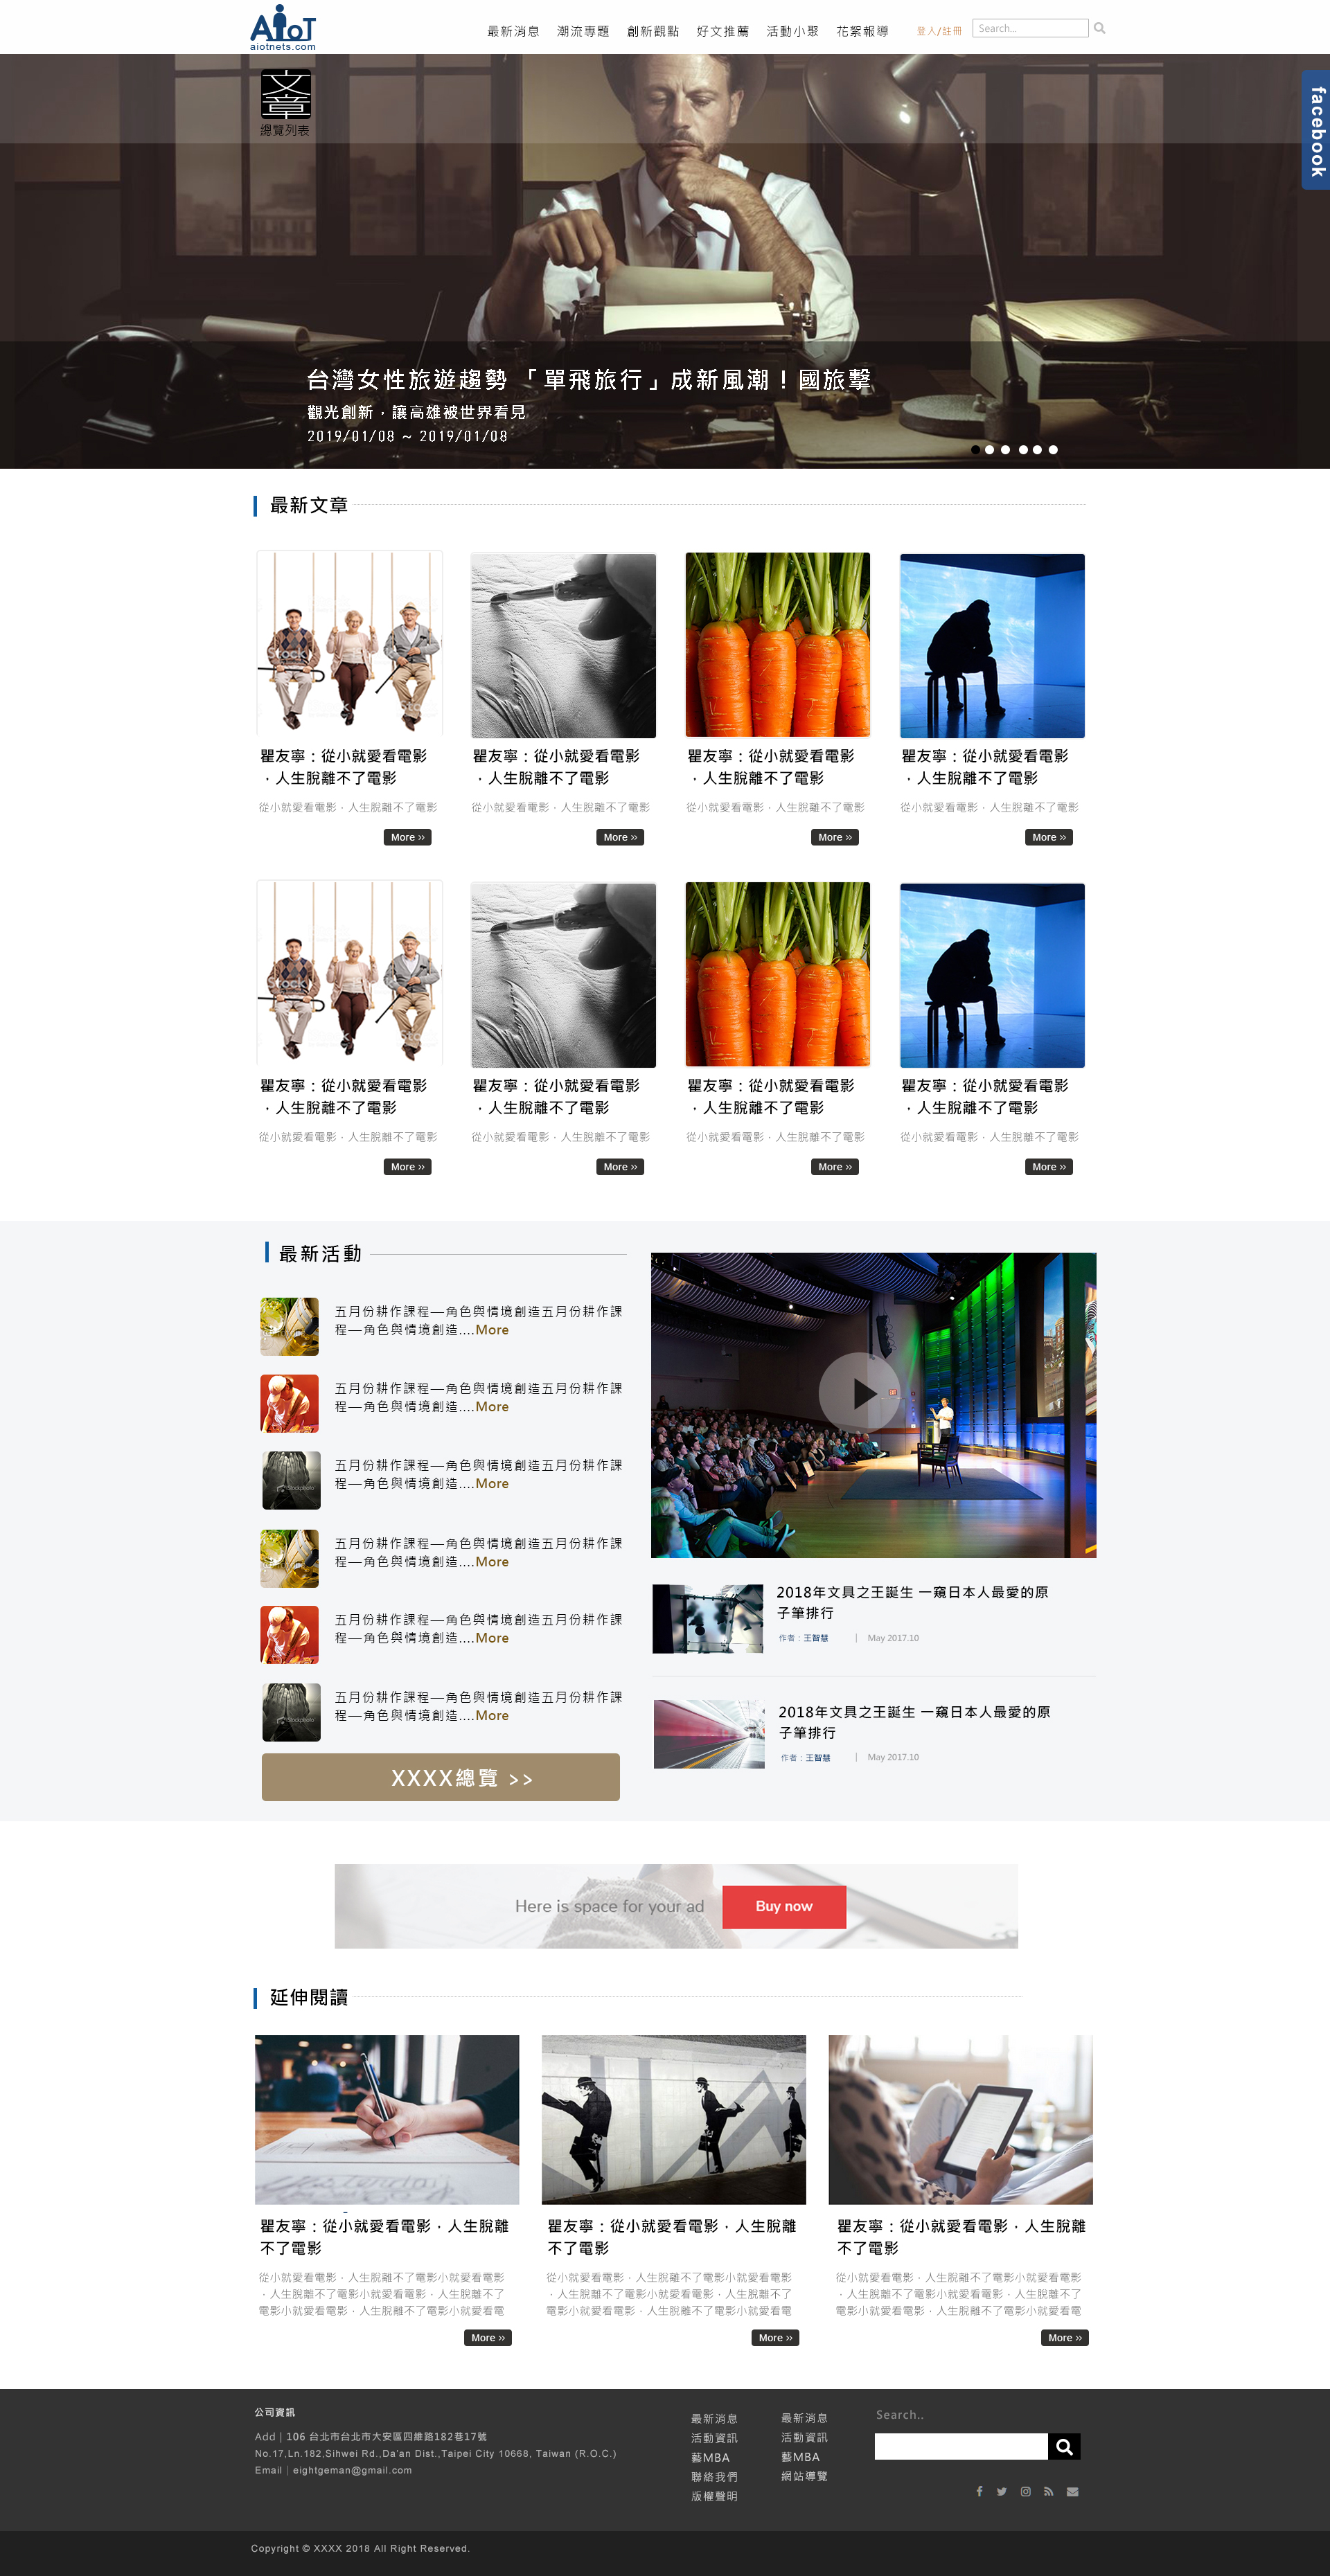 AIOT
aiotnets.com
最新消息 潮流專題 創新觀點 好文推薦 活動小聚 花絮報導 登入/註冊 Search...
facebook
文章
總覽列表
台灣女性旅遊趨勢「單飛旅行」成新風潮!國旅擊
觀光創新,讓高雄被世界看見
2019/01/08 ~ 2019/01/08
最新文章
瞿友寧:從小就愛看電影
,人生脫離不了電影
從小就愛看電影,人生脫離不了電影
More >>
瞿友寧:從小就愛看電影
,人生脫離不了電影
從小就愛看電影,人生脫離不了電影
More >>
瞿友寧:從小就愛看電影
,人生脫離不了電影
從小就愛看電影,人生脫離不了電影
More >>
瞿友寧:從小就愛看電影
,人生脫離不了電影
從小就愛看電影,人生脫離不了電影
More >>
瞿友寧:從小就愛看電影
,人生脫離不了電影
從小就愛看電影,人生脫離不了電影
More >>
瞿友寧:從小就愛看電影
,人生脫離不了電影
從小就愛看電影,人生脫離不了電影
More >>
瞿友寧:從小就愛看電影
,人生脫離不了電影
從小就愛看電影,人生脫離不了電影
More >>
瞿友寧:從小就愛看電影
,人生脫離不了電影
從小就愛看電影,人生脫離不了電影
More >>
最新活動
五月份耕作課程—角色與情境創造五月份耕作課
程—角色與情境創造....More
五月份耕作課程—角色與情境創造五月份耕作課
程—角色與情境創造....More
五月份耕作課程—角色與情境創造五月份耕作課
程—角色與情境創造....More
iStockphoto
五月份耕作課程—角色與情境創造五月份耕作課
程—角色與情境創造....More
五月份耕作課程—角色與情境創造五月份耕作課
程—角色與情境創造....More
五月份耕作課程—角色與情境創造五月份耕作課
程—角色與情境創造....More
iStockphoto
XXXX總覽 >>
2018年文具之王誕生 一窺日本人最愛的原
子筆排行
作者:王智慧 | May 2017.10
2018年文具之王誕生 一窺日本人最愛的原
子筆排行
作者:王智慧 | May 2017.10
Here is space for your ad
Buy now
延伸閱讀
瞿友寧:從小就愛看電影,人生脫離
不了電影
從小就愛看電影,人生脫離不了電影小就愛看電影
,人生脫離不了電影小就愛看電影,人生脫離不了
電影小就愛看電影,人生脫離不了電影小就愛看電
More >>
瞿友寧:從小就愛看電影,人生脫離
不了電影
從小就愛看電影,人生脫離不了電影小就愛看電影
,人生脫離不了電影小就愛看電影,人生脫離不了
電影小就愛看電影,人生脫離不了電影小就愛看電
More >>
瞿友寧:從小就愛看電影,人生脫離
不了電影
從小就愛看電影,人生脫離不了電影小就愛看電影
,人生脫離不了電影小就愛看電影,人生脫離不了
電影小就愛看電影,人生脫離不了電影小就愛看電
More >>
公司資訊
Add | 106 台北市台北市大安區四維路182巷17號
No.17,Ln.182,Sihwei Rd.,Da'an Dist.,Taipei City 10668, Taiwan (R.O.C.)
Email | eightgeman@gmail.com
最新消息
活動資訊
藝MBA
聯絡我們
版權聲明
最新消息
活動資訊
藝MBA
網站導覽
Search..
Copyright © XXXX 2018 All Right Reserved.